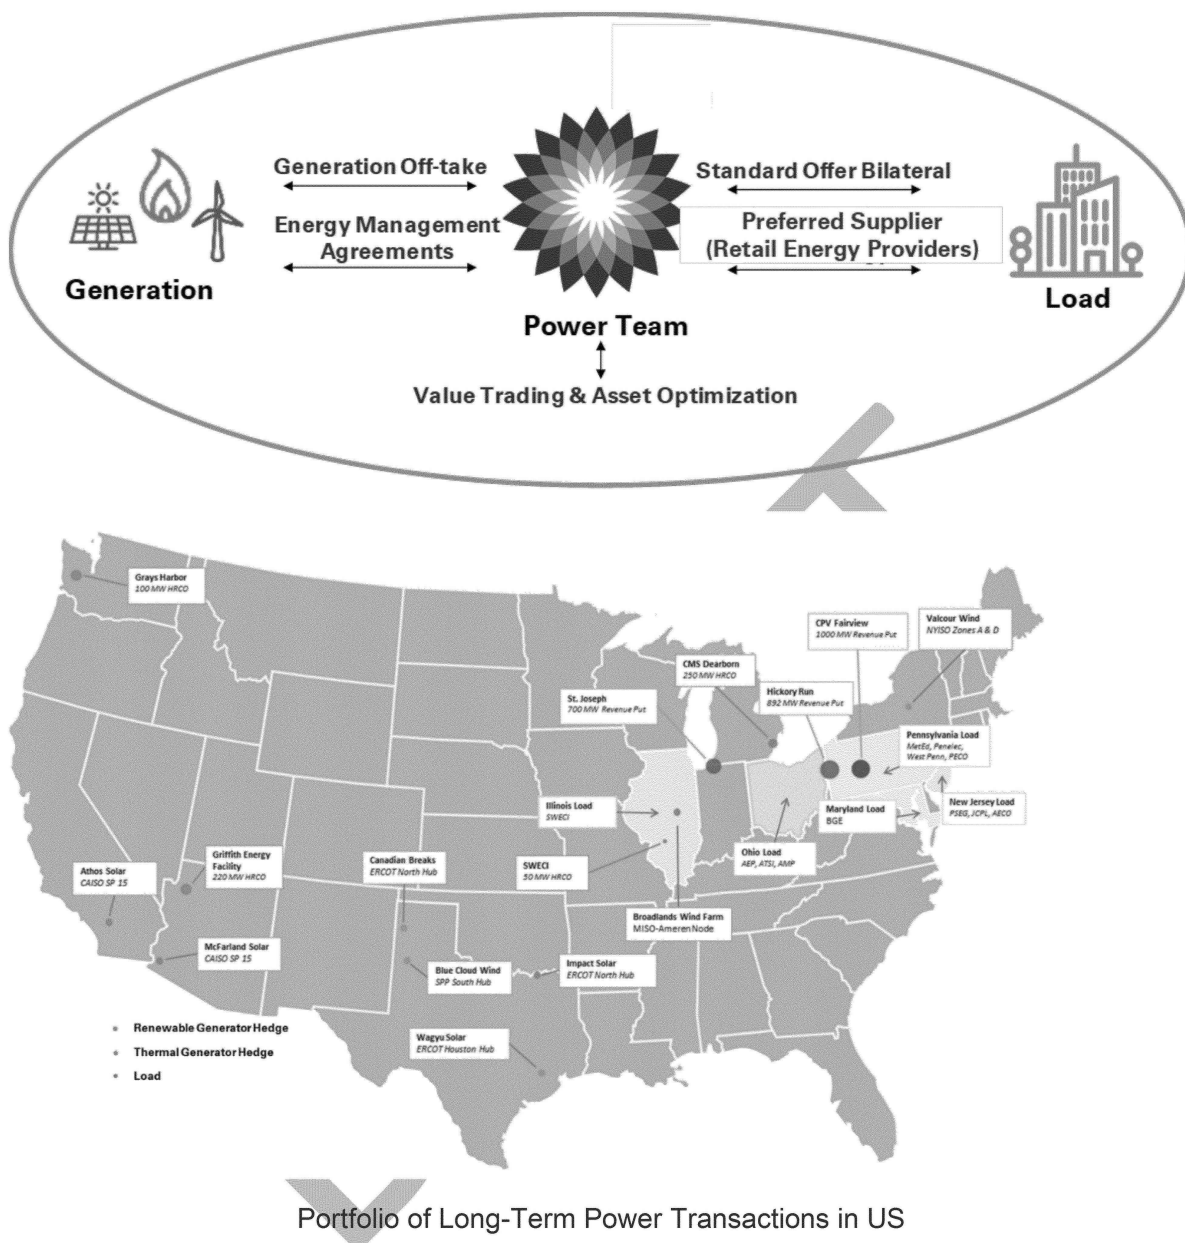 Generation Off-take
Energy Management
Agreements
Generation
Standard Offer Bilateral
Preferred Supplier
(Retail Energy Providers)
Load
Power Team
Value Trading & Asset Optimization
Grays Harbor
100 MW HRCO
CPV Fairview
1000 MW Revenue Put
Valcour Wind
NYISO Zones A & D
CMS Dearborn
250 MW HRCO
St. Joseph
700 MW Revenue Put
Hickory Run
892 MW Revenue Put
Pennsylvania Load
MetEd, Penelec,
West Penn, PECO
Illinois Load
SWECI
Maryland Load
BGE
New Jersey Load
PSEG, JCPL, AECO
Ohio Load
AEP, ATSI, AMP
SWECI
50 MW HRCO
Griffith Energy
Facility
220 MW HRCO
Canadian Breaks
ERCOT North Hub
Athos Solar
CAISO SP 15
Broadlands Wind Farm
MISO-Ameren Node
McFarland Solar
CAISO SP 15
Blue Cloud Wind
SPP South Hub
Impact Solar
ERCOT North Hub
Wagyu Solar
ERCOT Houston Hub
Renewable Generator Hedge
Thermal Generator Hedge
Load
Portfolio of Long-Term Power Transactions in US